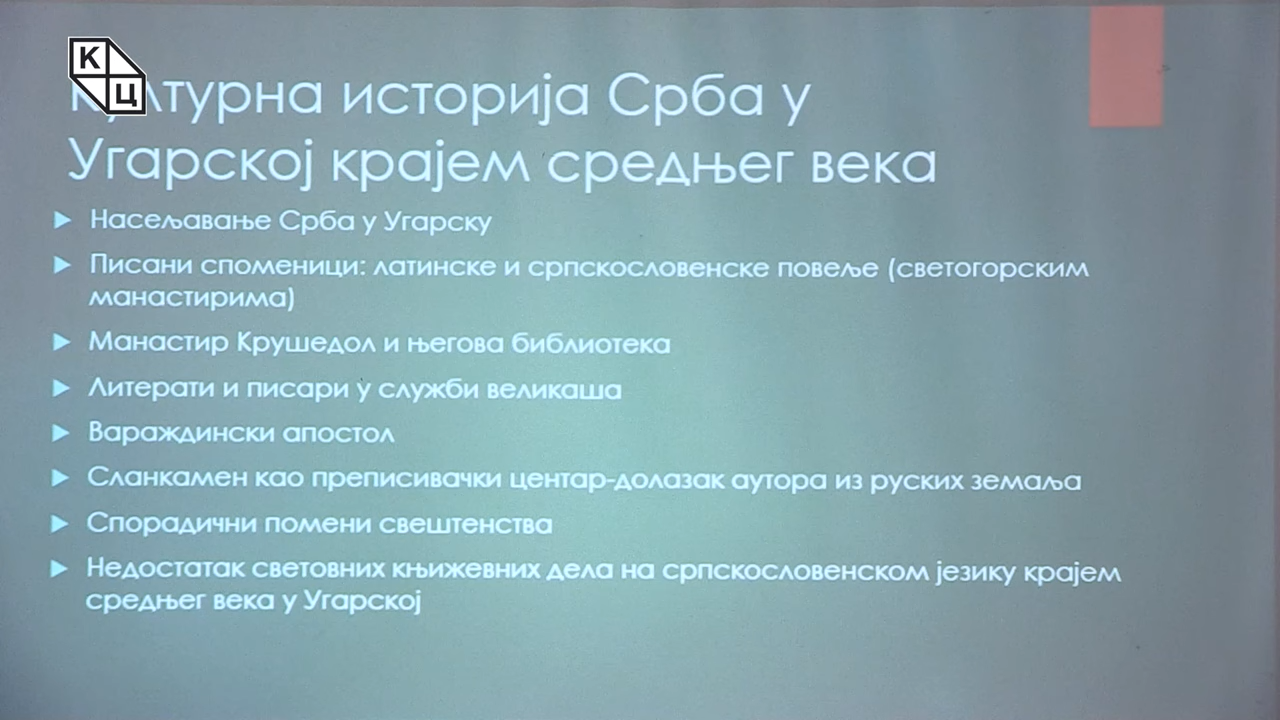 К
Ц
Културна историја Срба у
Угарској крајем средњег века
Насељавање Срба у Угарску
Писани споменици: латинске и српскословенске повеље (светогорским
манастирима)
Манастир Крушедол и његова библиотека
Литерати и писари у служби великаша
Вараждински апостол
Сланкамен као преписивачки центар-долазак аутора из руских земаља
Спорадични помени свештенства
Недостатак световних књижевних дела на српскословенском језику крајем
средњег века у Угарској